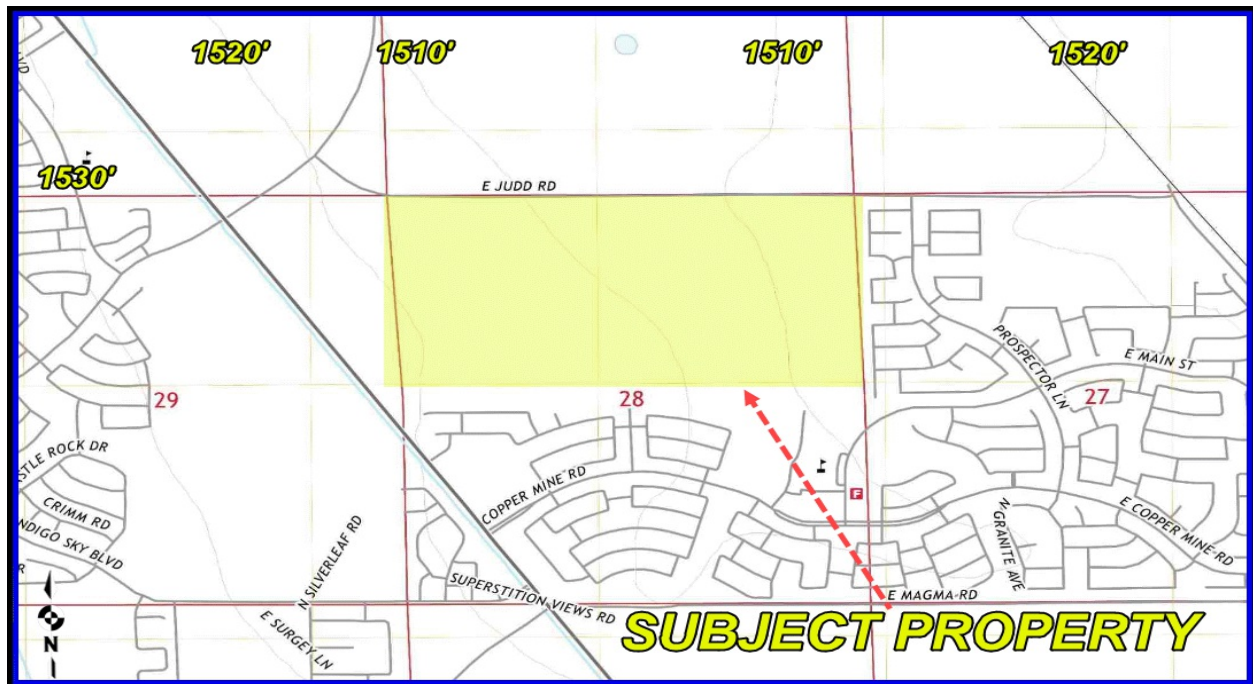 1520' 1510' 1510' 1520'
LVD
1530'
E JUDD RD
PROSPECTOR LN
E MAIN ST
29
28
27
STLE ROCK DR
CRIMM RD
NDIGO SKY BLVD
R
COPPER MINE RD
F
N GRANITE AVE
E COPPER MINE RD
N SILVERLEAF RD
SUPERSTITION VIEWS RD
E MAGMA RD
E SURGEY LN
N
SUBJECT PROPERTY